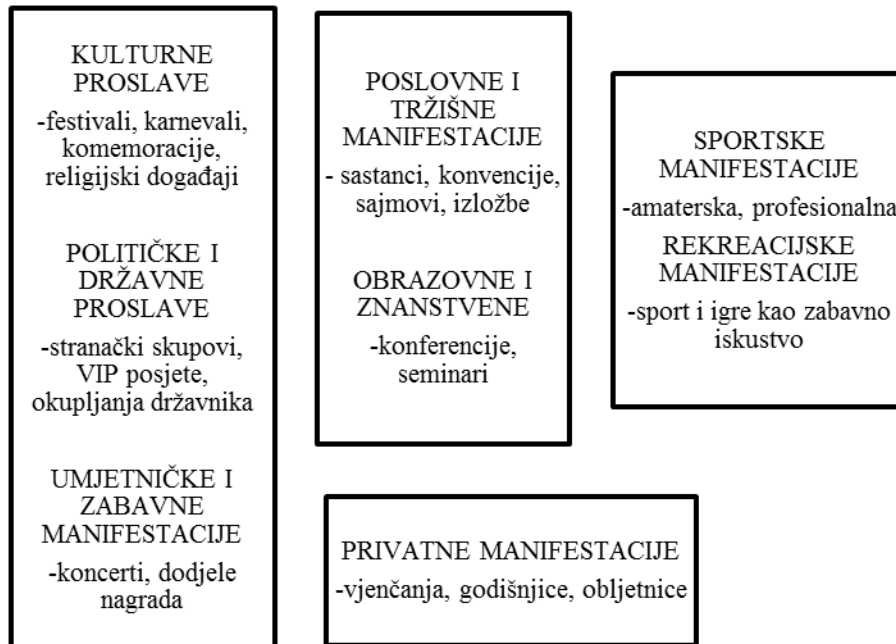 KULTURNE
PROSLAVE
-festivali, karnevali,
komemoracije,
religijski događaji
POLITIČKE I
DRŽAVNE
PROSLAVE
-stranački skupovi,
VIP posjete,
okupljanja državnika
UMJETNIČKE I
ZABAVNE
MANIFESTACIJE
-koncerti, dodjele
nagrada
POSLOVNE I
TRŽIŠNE
MANIFESTACIJE
- sastanci, konvencije,
sajmovi, izložbe
OBRAZOVNE I
ZNANSTVENE
-konferencije,
seminari
SPORTSKE
MANIFESTACIJE
-amaterska, profesionalna
REKREACIJSKE
MANIFESTACIJE
-sport i igre kao zabavno
iskustvo
PRIVATNE MANIFESTACIJE
-vjenčanja, godišnjice, obljetnice